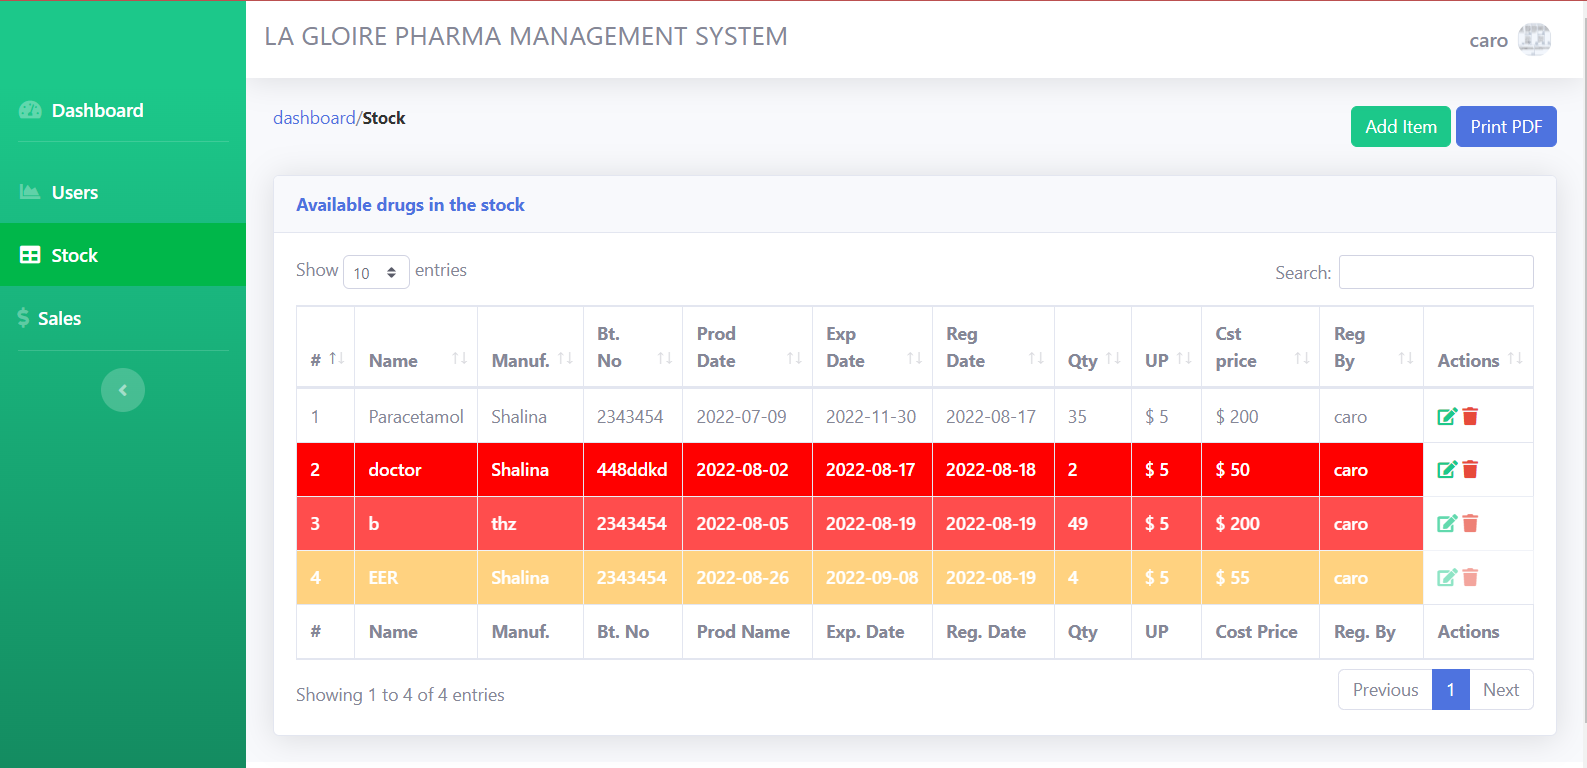 LA GLOIRE PHARMA MANAGEMENT SYSTEM
caro
Dashboard
Users
Stock
$ Sales
dashboard/Stock
Add Item
Print PDF
Available drugs in the stock
Show 10 entries
Search:
# Name Manuf. Bt. No Prod Date Exp Date Reg Date Qty UP Cst price Reg By Actions
1 Paracetamol Shalina 2343454 2022-07-09 2022-11-30 2022-08-17 35 $ 5 $ 200 caro
2 doctor Shalina 448ddkd 2022-08-02 2022-08-17 2022-08-18 2 $ 5 $ 50 caro
3 b thz 2343454 2022-08-05 2022-08-19 2022-08-19 49 $ 5 $ 200 caro
4 EER Shalina 2343454 2022-08-26 2022-09-08 2022-08-19 4 $ 5 $ 55 caro
# Name Manuf. Bt. No Prod Name Exp. Date Reg. Date Qty UP Cost Price Reg. By Actions
Showing 1 to 4 of 4 entries
Previous 1 Next